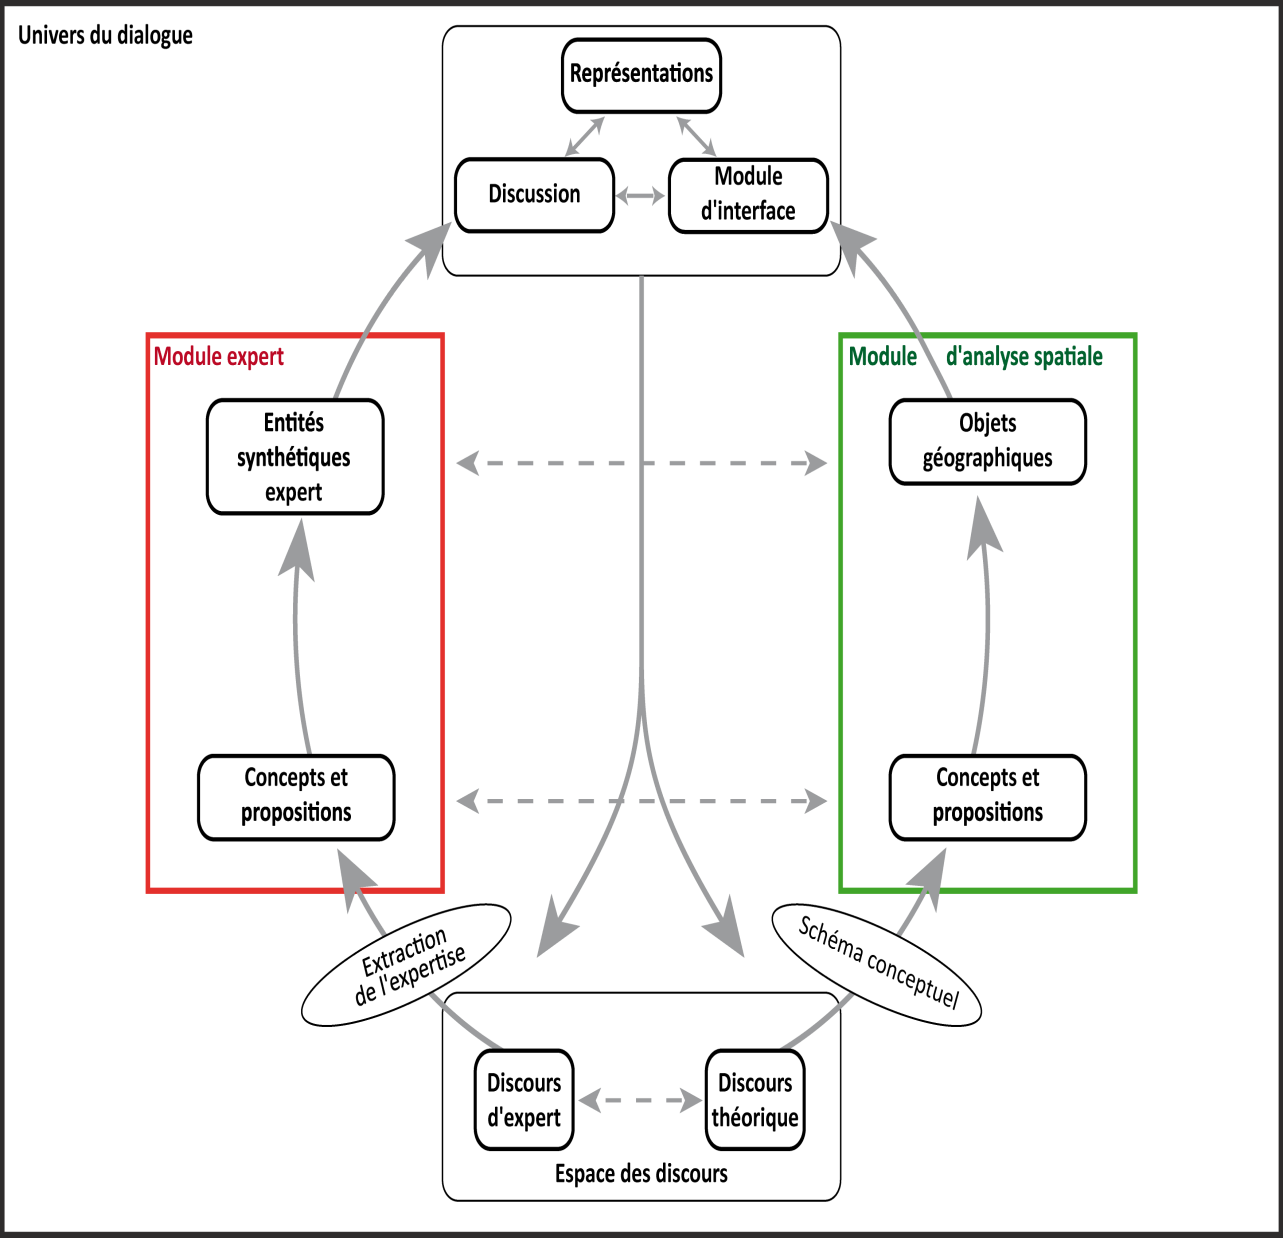 Univers du dialogue
Représentations
Discussion
Module
d'interface
Module expert
Module d'analyse spatiale
Entités
synthétiques
expert
Objets
géographiques
Concepts et
propositions
Concepts et
propositions
Extraction
de l'expertise
Schéma conceptuel
Discours
d'expert
Discours
théorique
Espace des discours